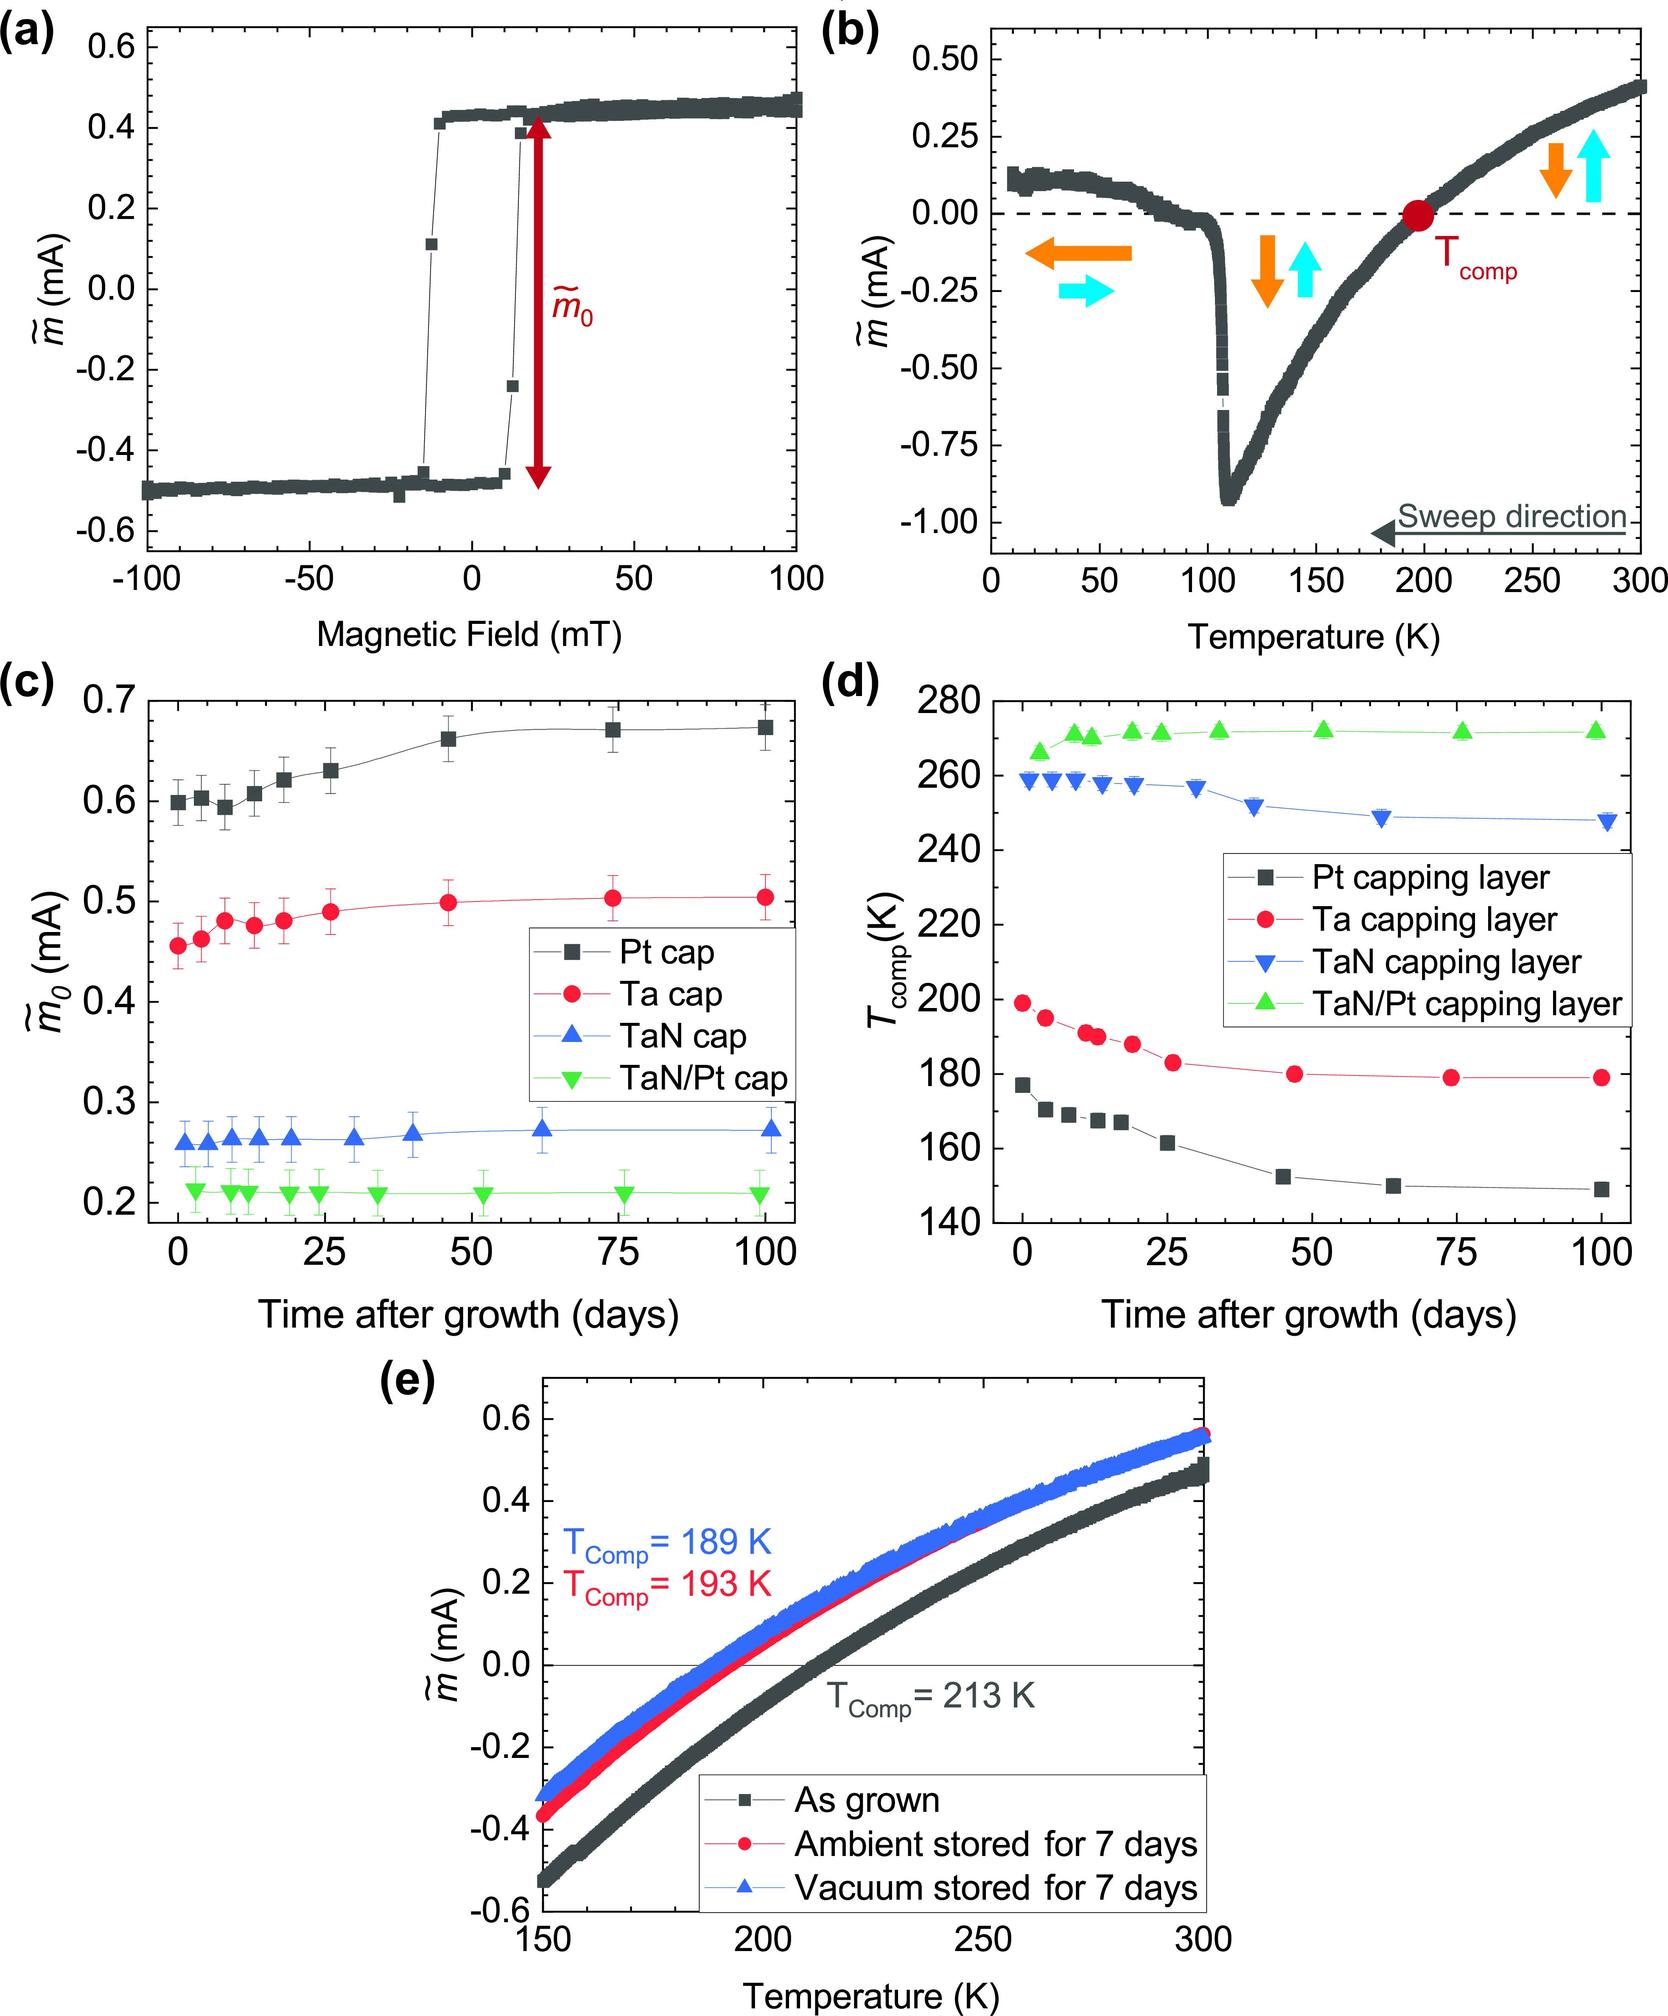 (a)
0.6
0.4
0.2
0.0
-0.2
-0.4
-0.6
m̃ (mA)
m̃0
-100 -50 0 50 100
Magnetic Field (mT)
(b)
0.50
0.25
0.00
-0.25
-0.50
-0.75
-1.00
m̃ (mA)
Tcomp
Sweep direction
0 50 100 150 200 250 300
Temperature (K)
(c)
0.7
0.6
0.5
0.4
0.3
0.2
m̃0 (mA)
Pt cap
Ta cap
TaN cap
TaN/Pt cap
0 25 50 75 100
Time after growth (days)
(d)
280
260
240
220
200
180
160
140
Tcomp(K)
Pt capping layer
Ta capping layer
TaN capping layer
TaN/Pt capping layer
0 25 50 75 100
Time after growth (days)
(e)
0.6
0.4
0.2
0.0
-0.2
-0.4
-0.6
m̃ (mA)
TComp= 189 K
TComp= 193 K
TComp= 213 K
As grown
Ambient stored for 7 days
Vacuum stored for 7 days
150 200 250 300
Temperature (K)